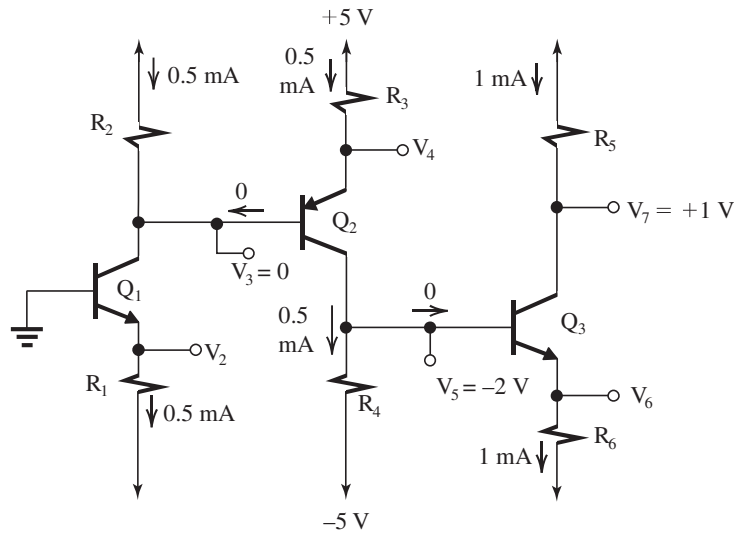 +5 V
0.5 mA
0.5
mA
1 mA
R2
R3
R5
V4
0
Q2
V7 = +1 V
V3 = 0
Q1
0
0.5
mA
Q3
V2
R1
R4
V5 = –2 V
V6
0.5 mA
R6
1 mA
–5 V